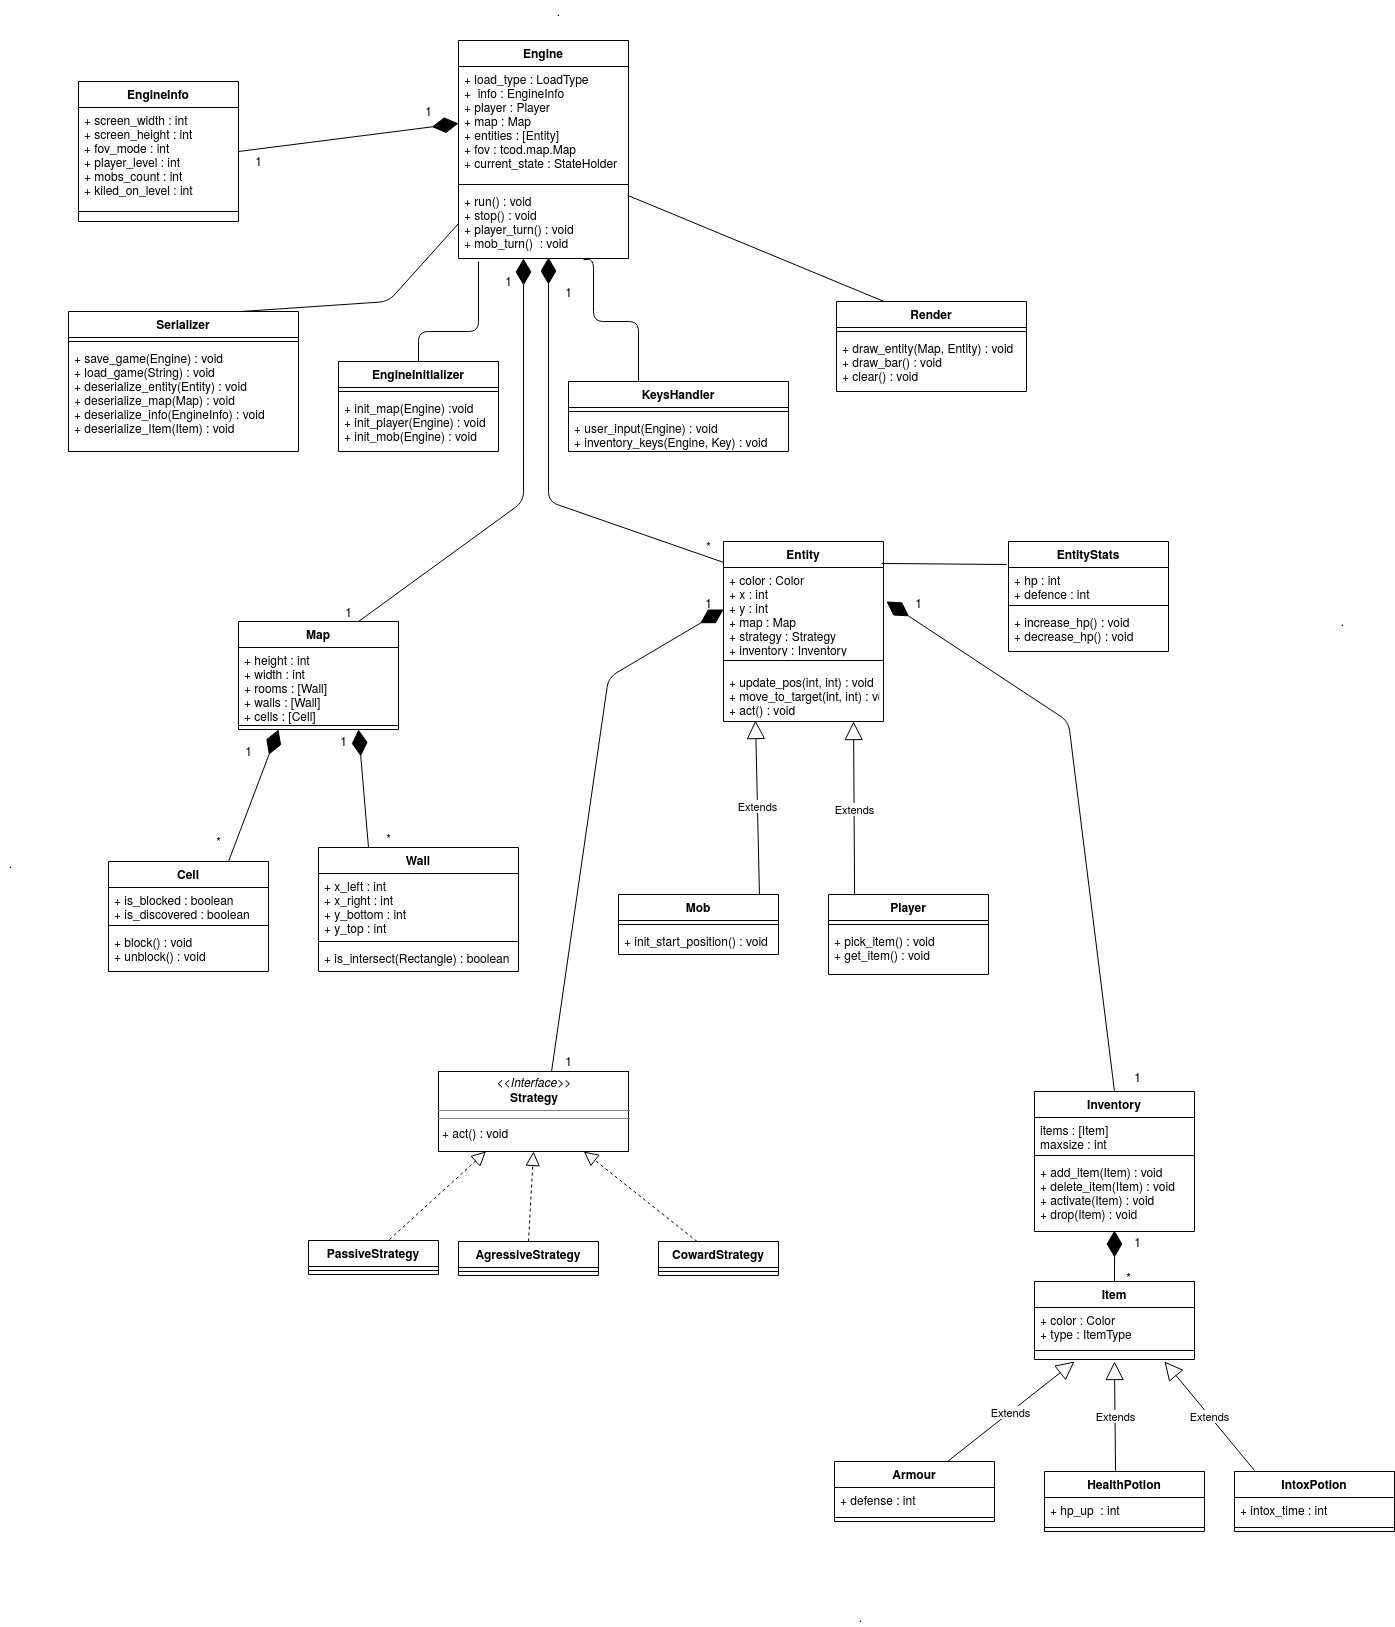 Engine
+ load_type : LoadType
+  info : EngineInfo
+ player : Player
+ map : Map
+ entities : [Entity]
+ fov : tcod.map.Map
+ current_state : StateHolder
+ run() : void
+ stop() : void
+ player_turn() : void
+ mob_turn()  : void
EngineInfo
+ screen_width : int
+ screen_height : int
+ fov_mode : int
+ player_level : int
+ mobs_count : int
+ kiled_on_level : int
1
1
1
1
Serializer
+ save_game(Engine) : void
+ load_game(String) : void
+ deserialize_entity(Entity) : void
+ deserialize_map(Map) : void
+ deserialize_info(EngineInfo) : void
+ deserialize_Item(Item) : void
EngineInitializer
+ init_map(Engine) :void
+ init_player(Engine) : void
+ init_mob(Engine) : void
KeysHandler
+ user_input(Engine) : void
+ inventory_keys(Engine, Key) : void
Render
+ draw_entity(Map, Entity) : void
+ draw_bar() : void
+ clear() : void
*
Entity
+ color : Color
+ x : int
+ y : int
+ map : Map
+ strategy : Strategy
+ inventory : Inventory
+ update_pos(int, int) : void
+ move_to_target(int, int) : v
+ act() : void
EntityStats
+ hp : int
+ defence : int
+ increase_hp() : void
+ decrease_hp() : void
1
1
1
Map
+ height : int
+ width : int
+ rooms : [Wall]
+ walls : [Wall]
+ cells : [Cell]
1
1
*
*
Extends
Extends
Cell
+ is_blocked : boolean
+ is_discovered : boolean
+ block() : void
+ unblock() : void
Wall
+ x_left : int
+ x_right : int
+ y_bottom : int
+ y_top : int
+ is_intersect(Rectangle) : boolean
Mob
+ init_start_position() : void
Player
+ pick_item() : void
+ get_item() : void
1
1
<<Interface>>
Strategy
+ act() : void
Inventory
items : [Item]
maxsize : int
+ add_item(Item) : void
+ delete_item(Item) : void
+ activate(Item) : void
+ drop(Item) : void
PassiveStrategy
AgressiveStrategy
CowardStrategy
1
*
Item
+ color : Color
+ type : ItemType
Extends
Extends
Extends
Armour
+ defense : int
HealthPotion
+ hp_up  : int
IntoxPotion
+ intox_time : int